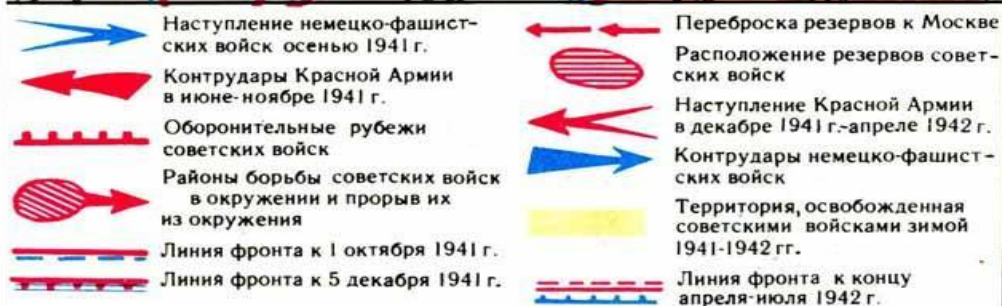 Наступление немецко-фашист-
ских войск осенью 1941 г.
Контрудары Красной Армии
в июне-ноябре 1941 г.
Оборонительные рубежи
советских войск
Районы борьбы советских войск
в окружении и прорыв их
из окружения
Линия фронта к 1 октября 1941 г.
Линия фронта к 5 декабря 1941 г.
Переброска резервов к Москве
Расположение резервов совет-
ских войск
Наступление Красной Армии
в декабре 1941 г.-апреле 1942 г.
Контрудары немецко-фашист-
ских войск
Территория, освобожденная
советскими войсками зимой
1941-1942 гг.
Линия фронта к концу
апреля-июля 1942 г.